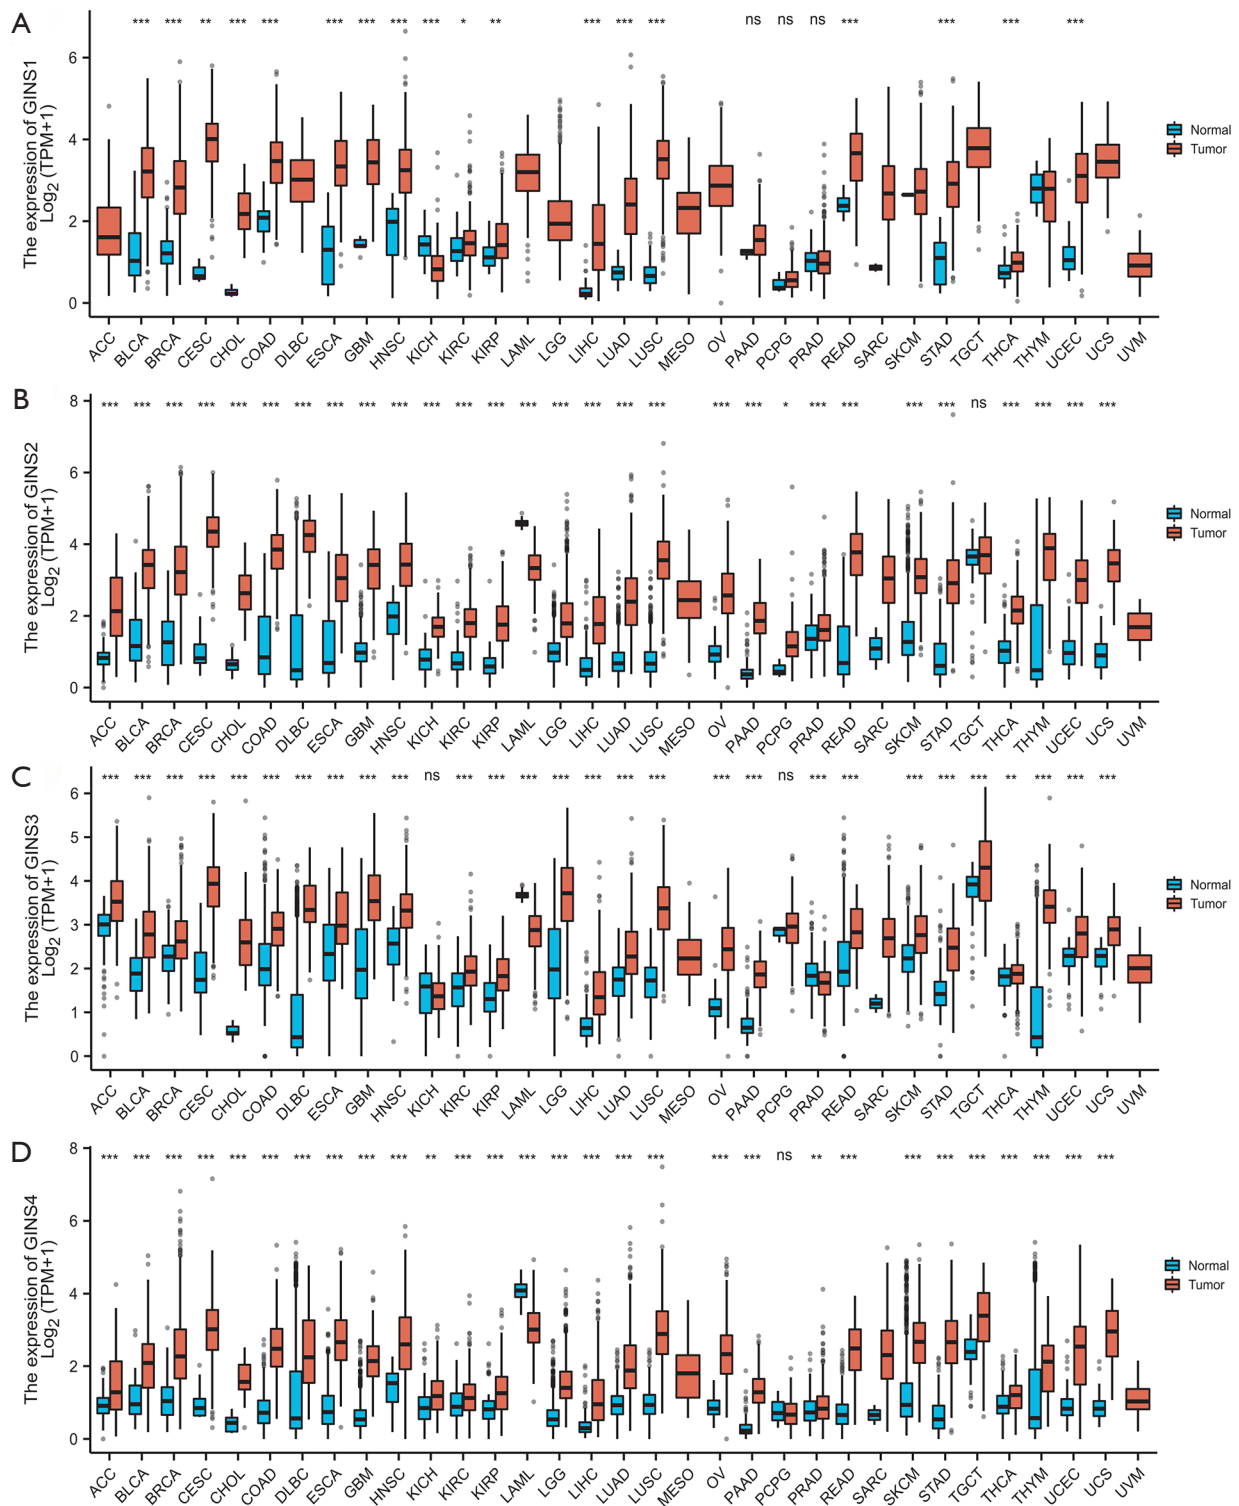 A
*** *** ** *** *** *** *** *** *** * ** *** *** *** ns ns ns *** *** *** ***
The expression of GINS1
Log2 (TPM+1)
6
4
2
0
Normal
Tumor
ACC BLCA BRCA CESC CHOL COAD DLBC ESCA GBM HNSC KICH KIRC KIRP LAML LGG LIHC LUAD LUSC MESO OV PAAD PCPG PRAD READ SARC SKCM STAD TGCT THCA THYM UCEC UCS UVM
B
*** *** *** *** *** *** *** *** *** *** *** *** *** *** *** *** *** *** *** *** * *** *** *** *** ns *** *** *** ***
The expression of GINS2
Log2 (TPM+1)
8
6
4
2
0
Normal
Tumor
ACC BLCA BRCA CESC CHOL COAD DLBC ESCA GBM HNSC KICH KIRC KIRP LAML LGG LIHC LUAD LUSC MESO OV PAAD PCPG PRAD READ SARC SKCM STAD TGCT THCA THYM UCEC UCS UVM
C
*** *** *** *** *** *** *** *** *** *** ns *** *** *** *** *** *** *** *** *** ns *** *** *** *** *** ** *** *** ***
The expression of GINS3
Log2 (TPM+1)
6
5
4
3
2
1
0
Normal
Tumor
ACC BLCA BRCA CESC CHOL COAD DLBC ESCA GBM HNSC KICH KIRC KIRP LAML LGG LIHC LUAD LUSC MESO OV PAAD PCPG PRAD READ SARC SKCM STAD TGCT THCA THYM UCEC UCS UVM
D
*** *** *** *** *** *** *** *** *** *** ** *** *** *** *** *** *** *** *** *** ns ** *** *** *** *** *** *** *** ***
The expression of GINS4
Log2 (TPM+1)
8
6
4
2
0
Normal
Tumor
ACC BLCA BRCA CESC CHOL COAD DLBC ESCA GBM HNSC KICH KIRC KIRP LAML LGG LIHC LUAD LUSC MESO OV PAAD PCPG PRAD READ SARC SKCM STAD TGCT THCA THYM UCEC UCS UVM